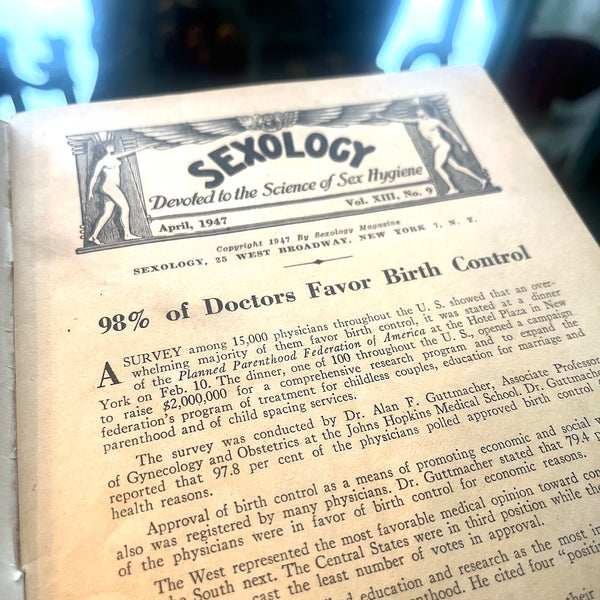 SEXOLOGY
Devoted to the Science of Sex Hygiene
April, 1947 Vol. XIII, No. 9
Copyright 1947 By Sexology Magazine
SEXOLOGY, 25 WEST BROADWAY, NEW YORK 7, N. Y.
98% of Doctors Favor Birth Control
A SURVEY among 15,000 physicians throughout the U. S. showed that an over-
whelming majority of them favor birth control, it was stated at a dinner
of the Planned Parenthood Federation of America at the Hotel Plaza in New
York on Feb. 10. The dinner, one of 100 throughout the U. S., opened a campaign
to raise $2,000,000 for a comprehensive research program and to expand the
federation's program of treatment for childless couples, education for marriage and
parenthood and of child spacing services.
The survey was conducted by Dr. Alan F. Guttmacher, Associate Professor
of Gynecology and Obstetrics at the Johns Hopkins Medical School. Dr. Guttmacher
reported that 97.8 per cent of the physicians polled approved birth control
health reasons.
Approval of birth control as a means of promoting economic and social
also was registered by many physicians. Dr. Guttmacher stated that 79.4
of the physicians were in favor of birth control for economic reasons.
The West represented the most favorable medical opinion toward
South next. The Central States were in third position while the
cast the least number of votes in approval.
education and research as the most
He cited four "positive
their